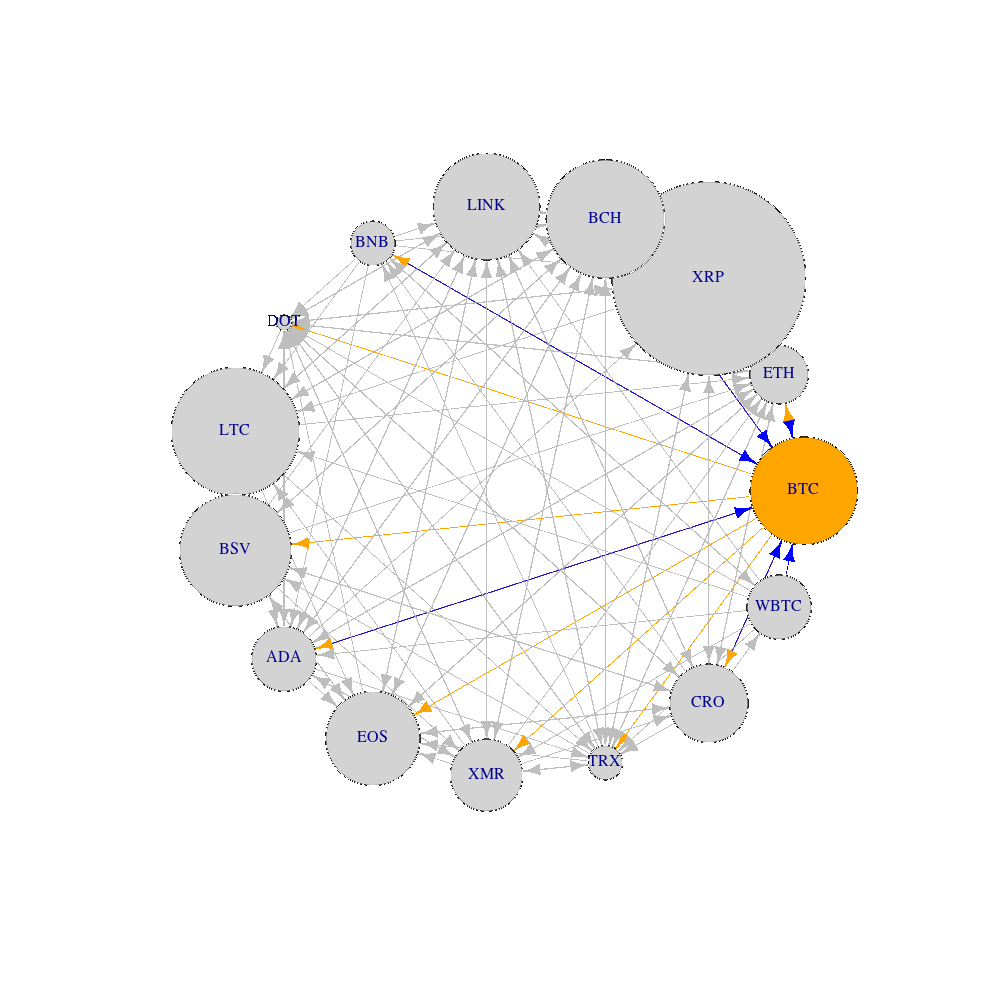 LINK
BCH
BNB
XRP
DOT
ETH
LTC
BTC
BSV
WBTC
ADA
CRO
EOS
TRX
XMR